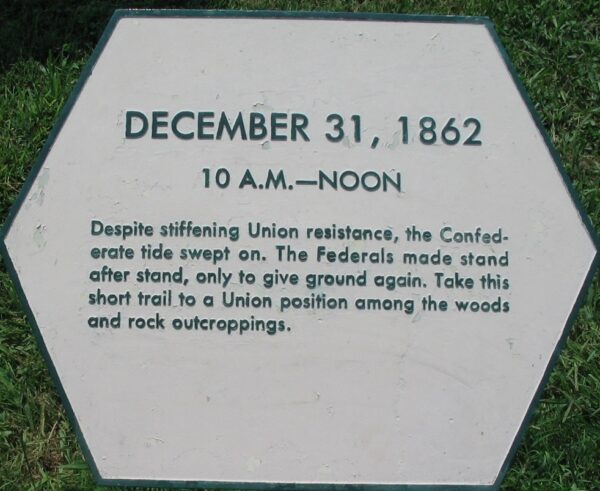 DECEMBER 31, 1862
10 A.M.—NOON
Despite stiffening Union resistance, the Confed-
erate tide swept on. The Federals made stand
after stand, only to give ground again. Take this
short trail to a Union position among the woods
and rock outcroppings.